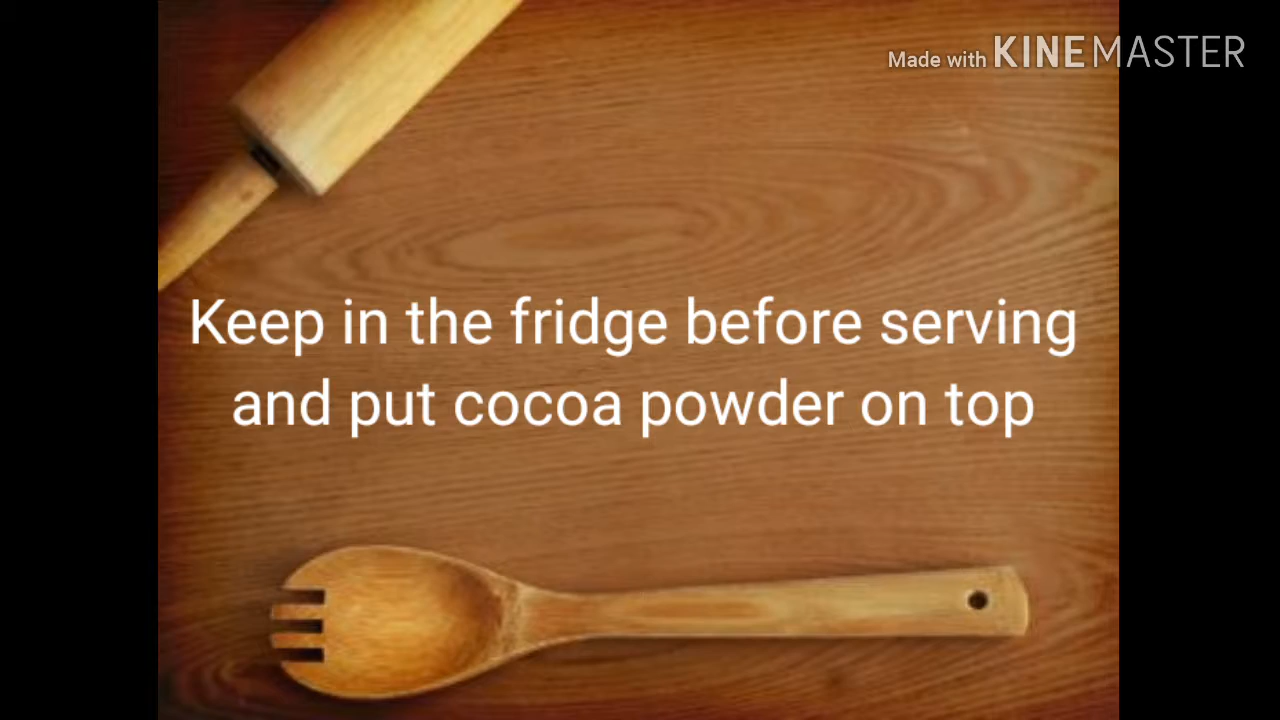 Made with KINEMASTER
Keep in the fridge before serving
and put cocoa powder on top